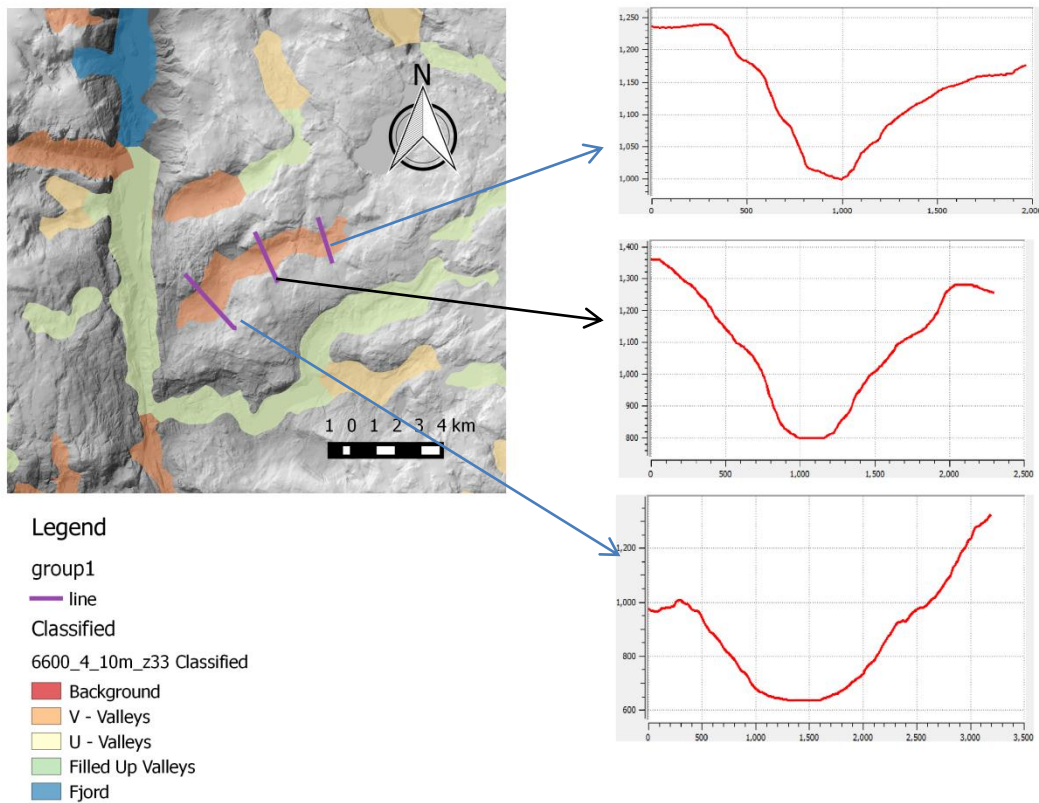 N
1 0 1 2 3 4 km
Legend
group1
line
Classified
6600_4_10m_z33 Classified
Background
V - Valleys
U - Valleys
Filled Up Valleys
Fjord
1,250
1,200
1,150
1,100
1,050
1,000
0 500 1,000 1,500 2,00
1,400
1,300
1,200
1,100
1,000
900
800
0 500 1,000 1,500 2,000 2,500
1,200
1,000
800
600
0 500 1,000 1,500 2,000 2,500 3,000 3,500